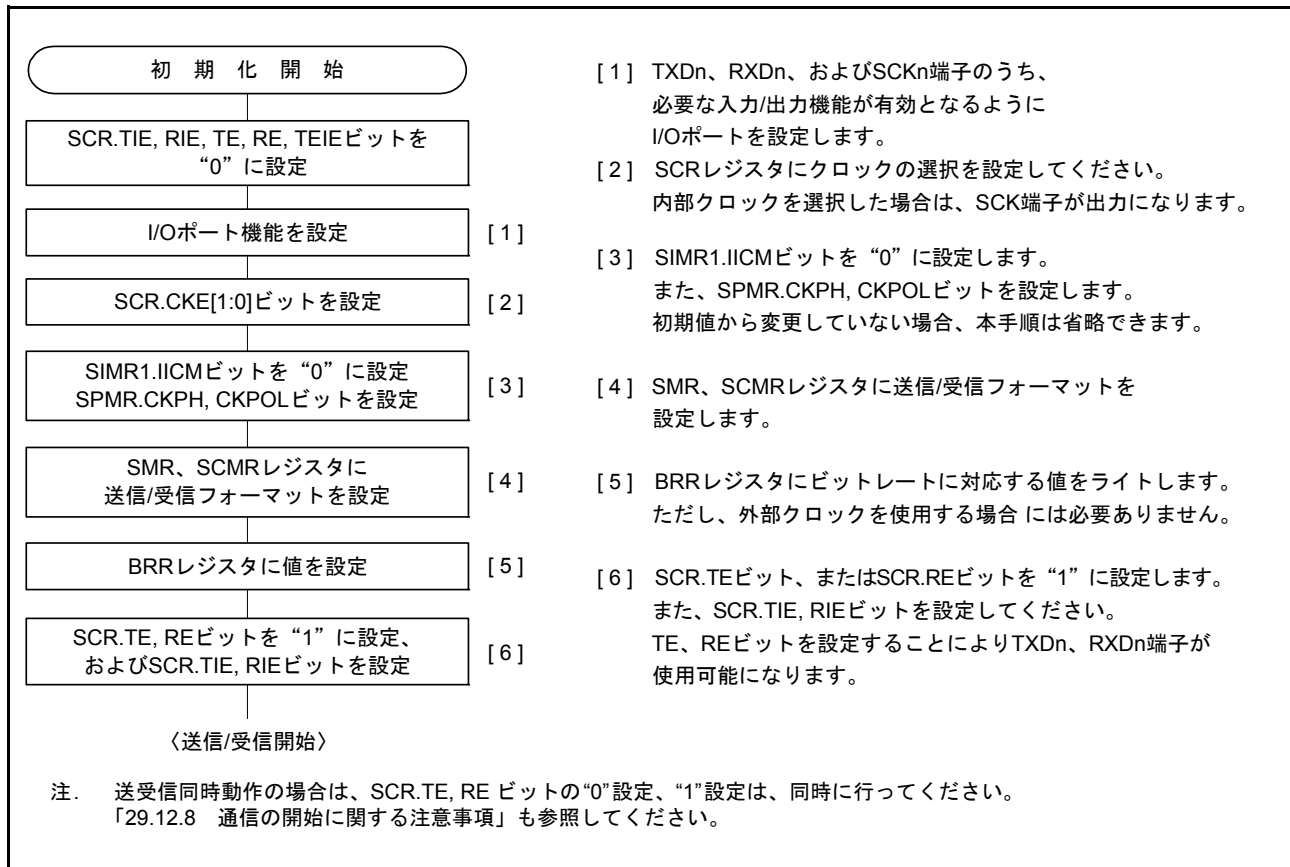 初 期 化 開 始
SCR.TIE, RIE, TE, RE, TEIEビットを
“0”に設定
I/Oポート機能を設定
[ 1 ]
SCR.CKE[1:0]ビットを設定
[ 2 ]
SIMR1.IICMビットを“0”に設定
SPMR.CKPH, CKPOLビットを設定
[ 3 ]
SMR、SCMRレジスタに
送信/受信フォーマットを設定
[ 4 ]
BRRレジスタに値を設定
[ 5 ]
SCR.TE, REビットを“1”に設定、
およびSCR.TIE, RIEビットを設定
[ 6 ]
〈送信/受信開始〉
[ 1 ] TXDn、RXDn、およびSCKn端子のうち、
必要な入力/出力機能が有効となるように
I/Oポートを設定します。
[ 2 ] SCRレジスタにクロックの選択を設定してください。
内部クロックを選択した場合は、SCK端子が出力になります。
[ 3 ] SIMR1.IICMビットを“0”に設定します。
また、SPMR.CKPH, CKPOLビットを設定します。
初期値から変更していない場合、本手順は省略できます。
[ 4 ] SMR、SCMRレジスタに送信/受信フォーマットを
設定します。
[ 5 ] BRRレジスタにビットレートに対応する値をライトします。
ただし、外部クロックを使用する場合 には必要ありません。
[ 6 ] SCR.TEビット、またはSCR.REビットを“1”に設定します。
また、SCR.TIE, RIEビットを設定してください。
TE、REビットを設定することによりTXDn、RXDn端子が
使用可能になります。
注. 送受信同時動作の場合は、SCR.TE, RE ビットの“0”設定、“1”設定は、同時に行ってください。
「29.12.8 通信の開始に関する注意事項」も参照してください。